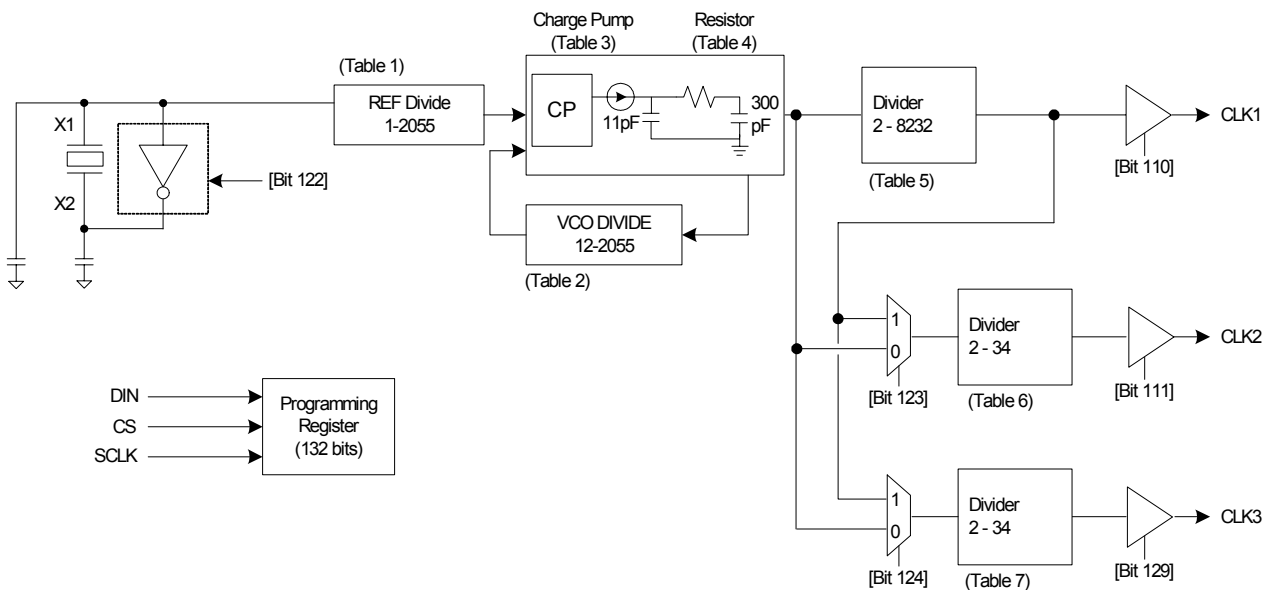 Charge Pump
(Table 3)
Resistor
(Table 4)
(Table 1)
REF Divide
1-2055
CP
11pF
300
pF
Divider
2 - 8232
(Table 5)
CLK1
[Bit 110]
X1
X2
[Bit 122]
VCO DIVIDE
12-2055
(Table 2)
1
0
[Bit 123]
Divider
2 - 34
(Table 6)
[Bit 111]
CLK2
DIN
CS
SCLK
Programming
Register
(132 bits)
1
0
[Bit 124]
Divider
2 - 34
(Table 7)
[Bit 129]
CLK3